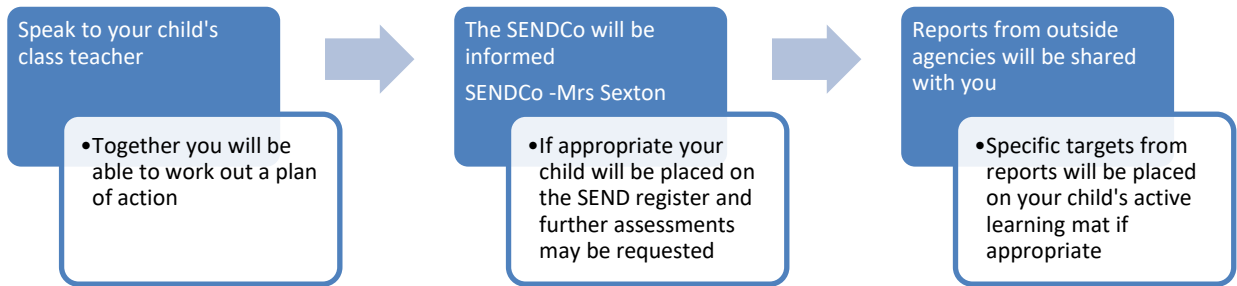 Speak to your child's
class teacher
•Together you will be
able to work out a plan
of action
The SENDCo will be
informed
SENDCo -Mrs Sexton
•If appropriate your
child will be placed on
the SEND register and
further assessments
may be requested
Reports from outside
agencies will be shared
with you
•Specific targets from
reports will be placed
on your child's active
learning mat if
appropriate